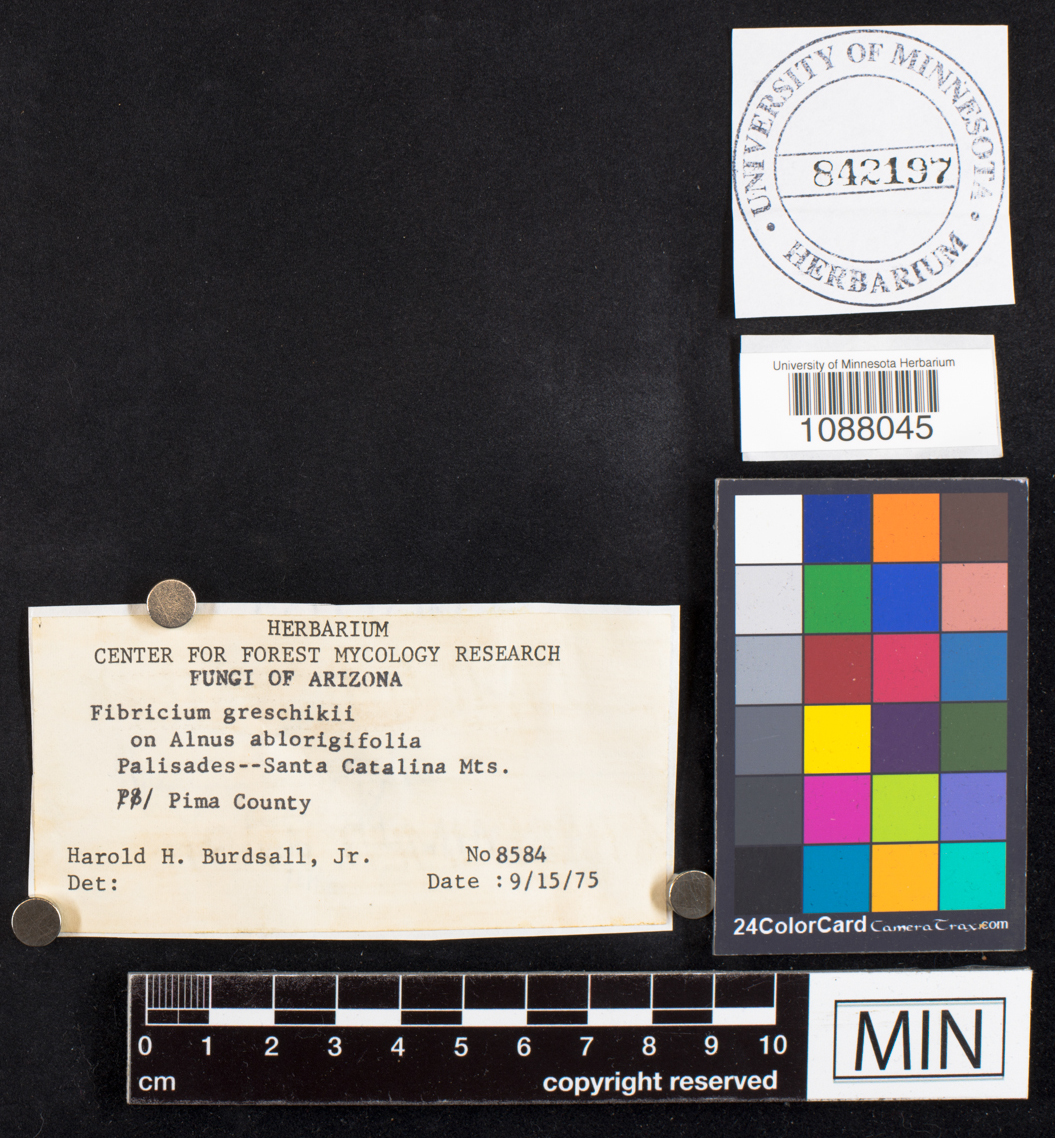 UNIVERSITY OF MINNESOTA
842197
HERBARIUM
University of Minnesota Herbarium
1088045
HERBARIUM
CENTER FOR FOREST MYCOLOGY RESEARCH
FUNGI OF ARIZONA
Fibricium greschikii
on Alnus ablorigifolia
Palisades--Santa Catalina Mts.
Pima County
Harold H. Burdsall, Jr. No 8584
Det: Date : 9/15/75
24ColorCard CameraTrax.com
0 1 2 3 4 5 6 7 8 9 10
cm copyright reserved
MIN